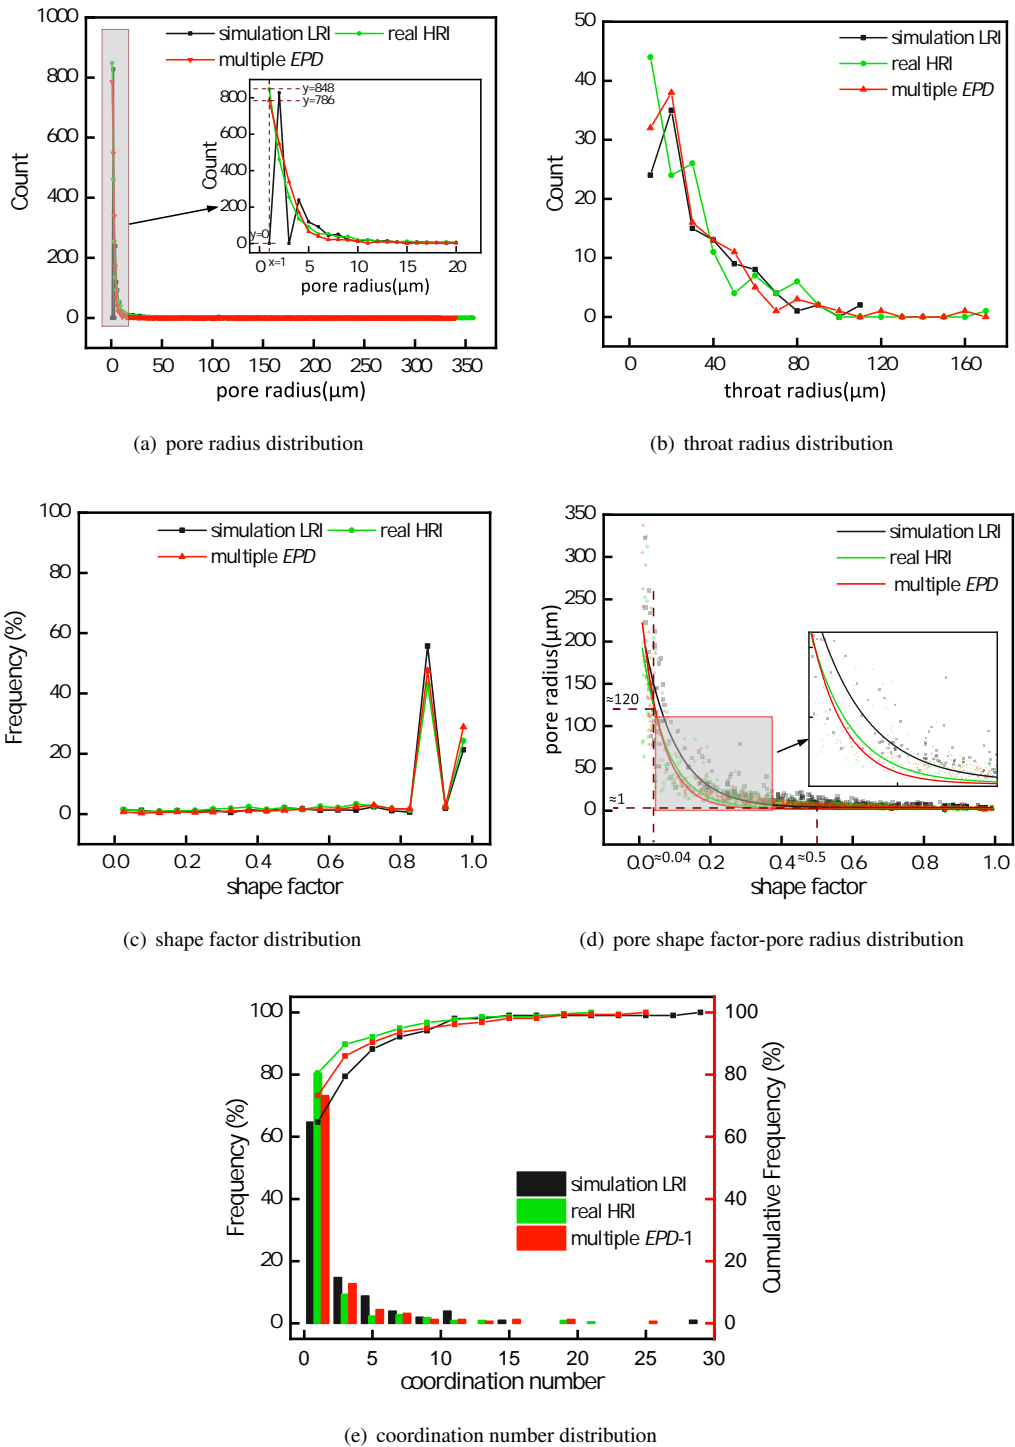 1000
800
600
400
200
0
Count
simulation LRI
real HRI
multiple EPD
800
600
400
200
0
Count
y=848
y=786
y=0
x=1
0 5 10 15 20
pore radius(μm)
0 50 100 150 200 250 300 350
pore radius(μm)
(a) pore radius distribution
50
40
30
20
10
0
Count
simulation LRI
real HRI
multiple EPD
0 40 80 120 160
throat radius(μm)
(b) throat radius distribution
100
80
60
40
20
0
Frequency (%)
simulation LRI
real HRI
multiple EPD
0.0 0.2 0.4 0.6 0.8 1.0
shape factor
(c) shape factor distribution
350
300
250
200
150
100
50
0
pore radius(μm)
simulation LRI
real HRI
multiple EPD
≈120
≈1
0.0 ≈0.04 0.2 0.4 ≈0.5 0.6 0.8 1.0
shape factor
(d) pore shape factor-pore radius distribution
100
80
60
40
20
0
Frequency (%)
simulation LRI
real HRI
multiple EPD-1
100
80
60
40
20
0
Cumulative Frequency (%)
0 5 10 15 20 25 30
coordination number
(e) coordination number distribution